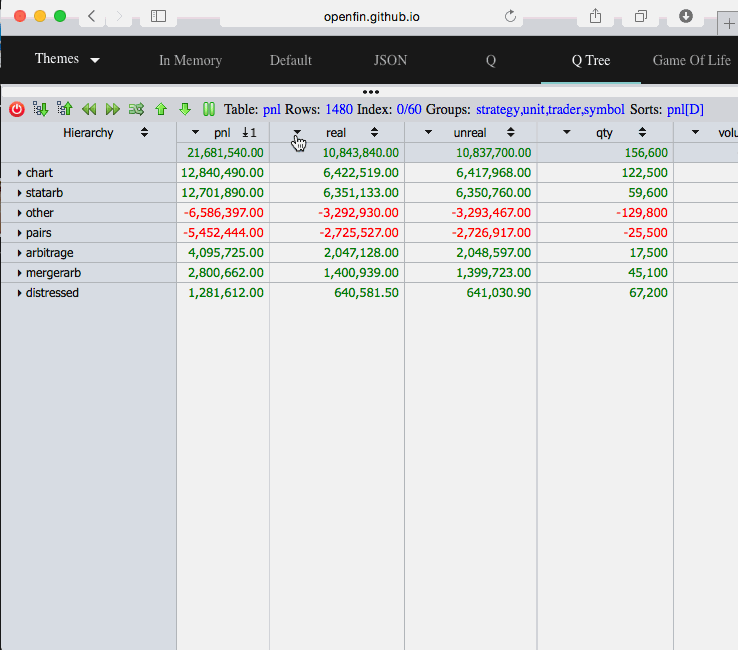 openfin.github.io
Themes In Memory Default JSON Q Q Tree Game Of Life
Table: pnl Rows: 1480 Index: 0/60 Groups: strategy,unit,trader,symbol Sorts: pnl[D]
Hierarchy pnl 1 real unreal qty volu
21,681,540.00 10,843,840.00 10,837,700.00 156,600
chart 12,840,490.00 6,422,519.00 6,417,968.00 122,500
statarb 12,701,890.00 6,351,133.00 6,350,760.00 59,600
other -6,586,397.00 -3,292,930.00 -3,293,467.00 -129,800
pairs -5,452,444.00 -2,725,527.00 -2,726,917.00 -25,500
arbitrage 4,095,725.00 2,047,128.00 2,048,597.00 17,500
mergerarb 2,800,662.00 1,400,939.00 1,399,723.00 45,100
distressed 1,281,612.00 640,581.50 641,030.90 67,200